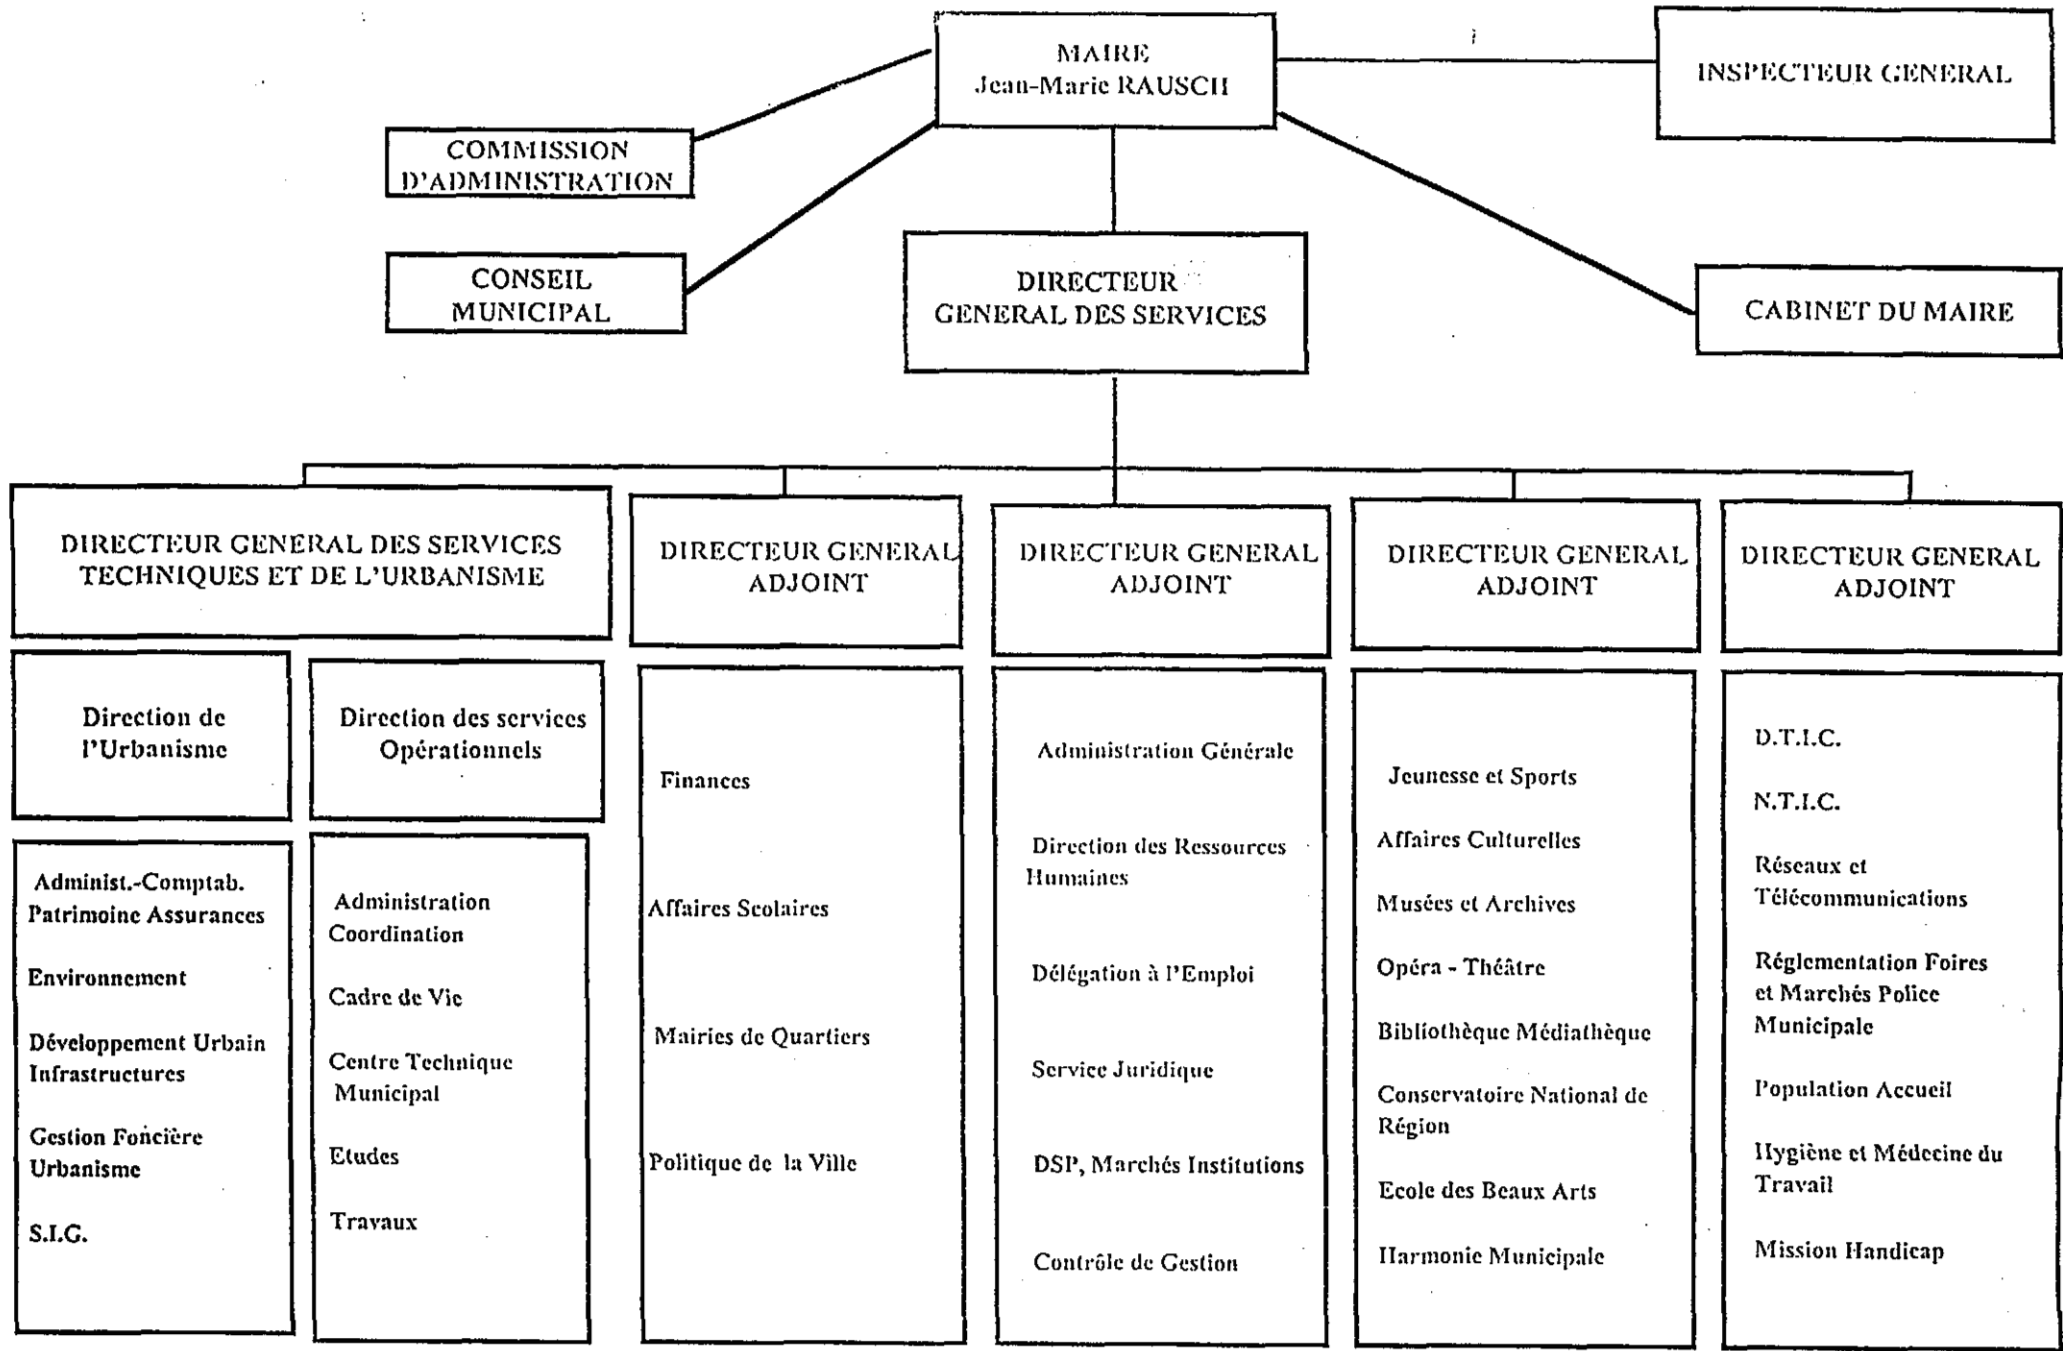 MAIRE
Jean-Marie RAUSCH
INSPECTEUR GENERAL
COMMISSION
D'ADMINISTRATION
CONSEIL
MUNICIPAL
DIRECTEUR
GENERAL DES SERVICES
CABINET DU MAIRE
DIRECTEUR GENERAL DES SERVICES
TECHNIQUES ET DE L'URBANISME
DIRECTEUR GENERAL
ADJOINT
DIRECTEUR GENERAL
ADJOINT
DIRECTEUR GENERAL
ADJOINT
DIRECTEUR GENERAL
ADJOINT
Direction de
l'Urbanisme
Direction des services
Opérationnels
Administ.-Comptab.
Patrimoine Assurances
Environnement
Développement Urbain
Infrastructures
Gestion Foncière
Urbanisme
S.I.G.
Administration
Coordination
Cadre de Vie
Centre Technique
Municipal
Etudes
Travaux
Finances
Affaires Scolaires
Mairies de Quartiers
Politique de la Ville
Administration Générale
Direction des Ressources
Humaines
Délégation à l'Emploi
Service Juridique
DSP, Marchés Institutions
Contrôle de Gestion
Jeunesse et Sports
Affaires Culturelles
Musées et Archives
Opéra - Théâtre
Bibliothèque Médiathèque
Conservatoire National de
Région
Ecole des Beaux Arts
Harmonie Municipale
D.T.I.C.
N.T.I.C.
Réseaux et
Télécommunications
Réglementation Foires
et Marchés Police
Municipale
Population Accueil
Hygiène et Médecine du
Travail
Mission Handicap